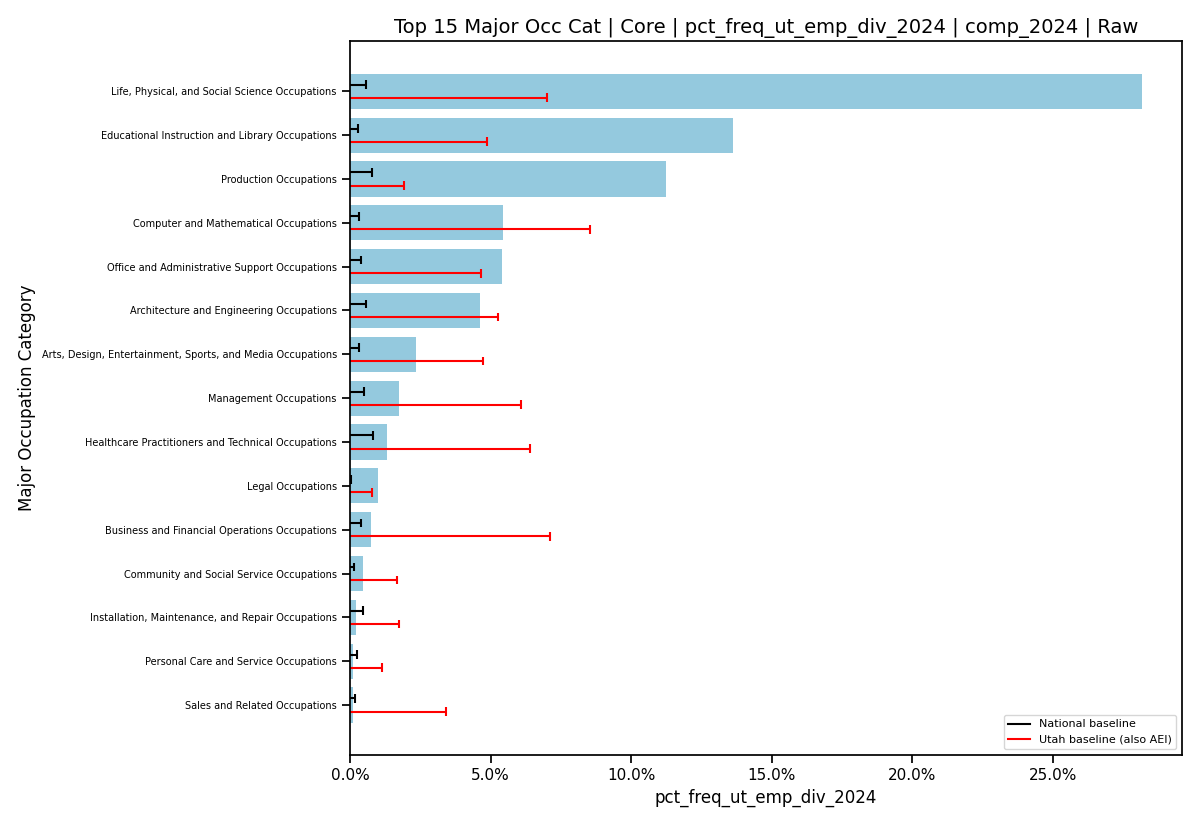 Top 15 Major Occ Cat | Core | pct_freq_ut_emp_div_2024 | comp_2024 | Raw
Major Occupation Category
Life, Physical, and Social Science Occupations
Educational Instruction and Library Occupations
Production Occupations
Computer and Mathematical Occupations
Office and Administrative Support Occupations
Architecture and Engineering Occupations
Arts, Design, Entertainment, Sports, and Media Occupations
Management Occupations
Healthcare Practitioners and Technical Occupations
Legal Occupations
Business and Financial Operations Occupations
Community and Social Service Occupations
Installation, Maintenance, and Repair Occupations
Personal Care and Service Occupations
Sales and Related Occupations
National baseline
Utah baseline (also AEI)
0.0% 5.0% 10.0% 15.0% 20.0% 25.0%
pct_freq_ut_emp_div_2024